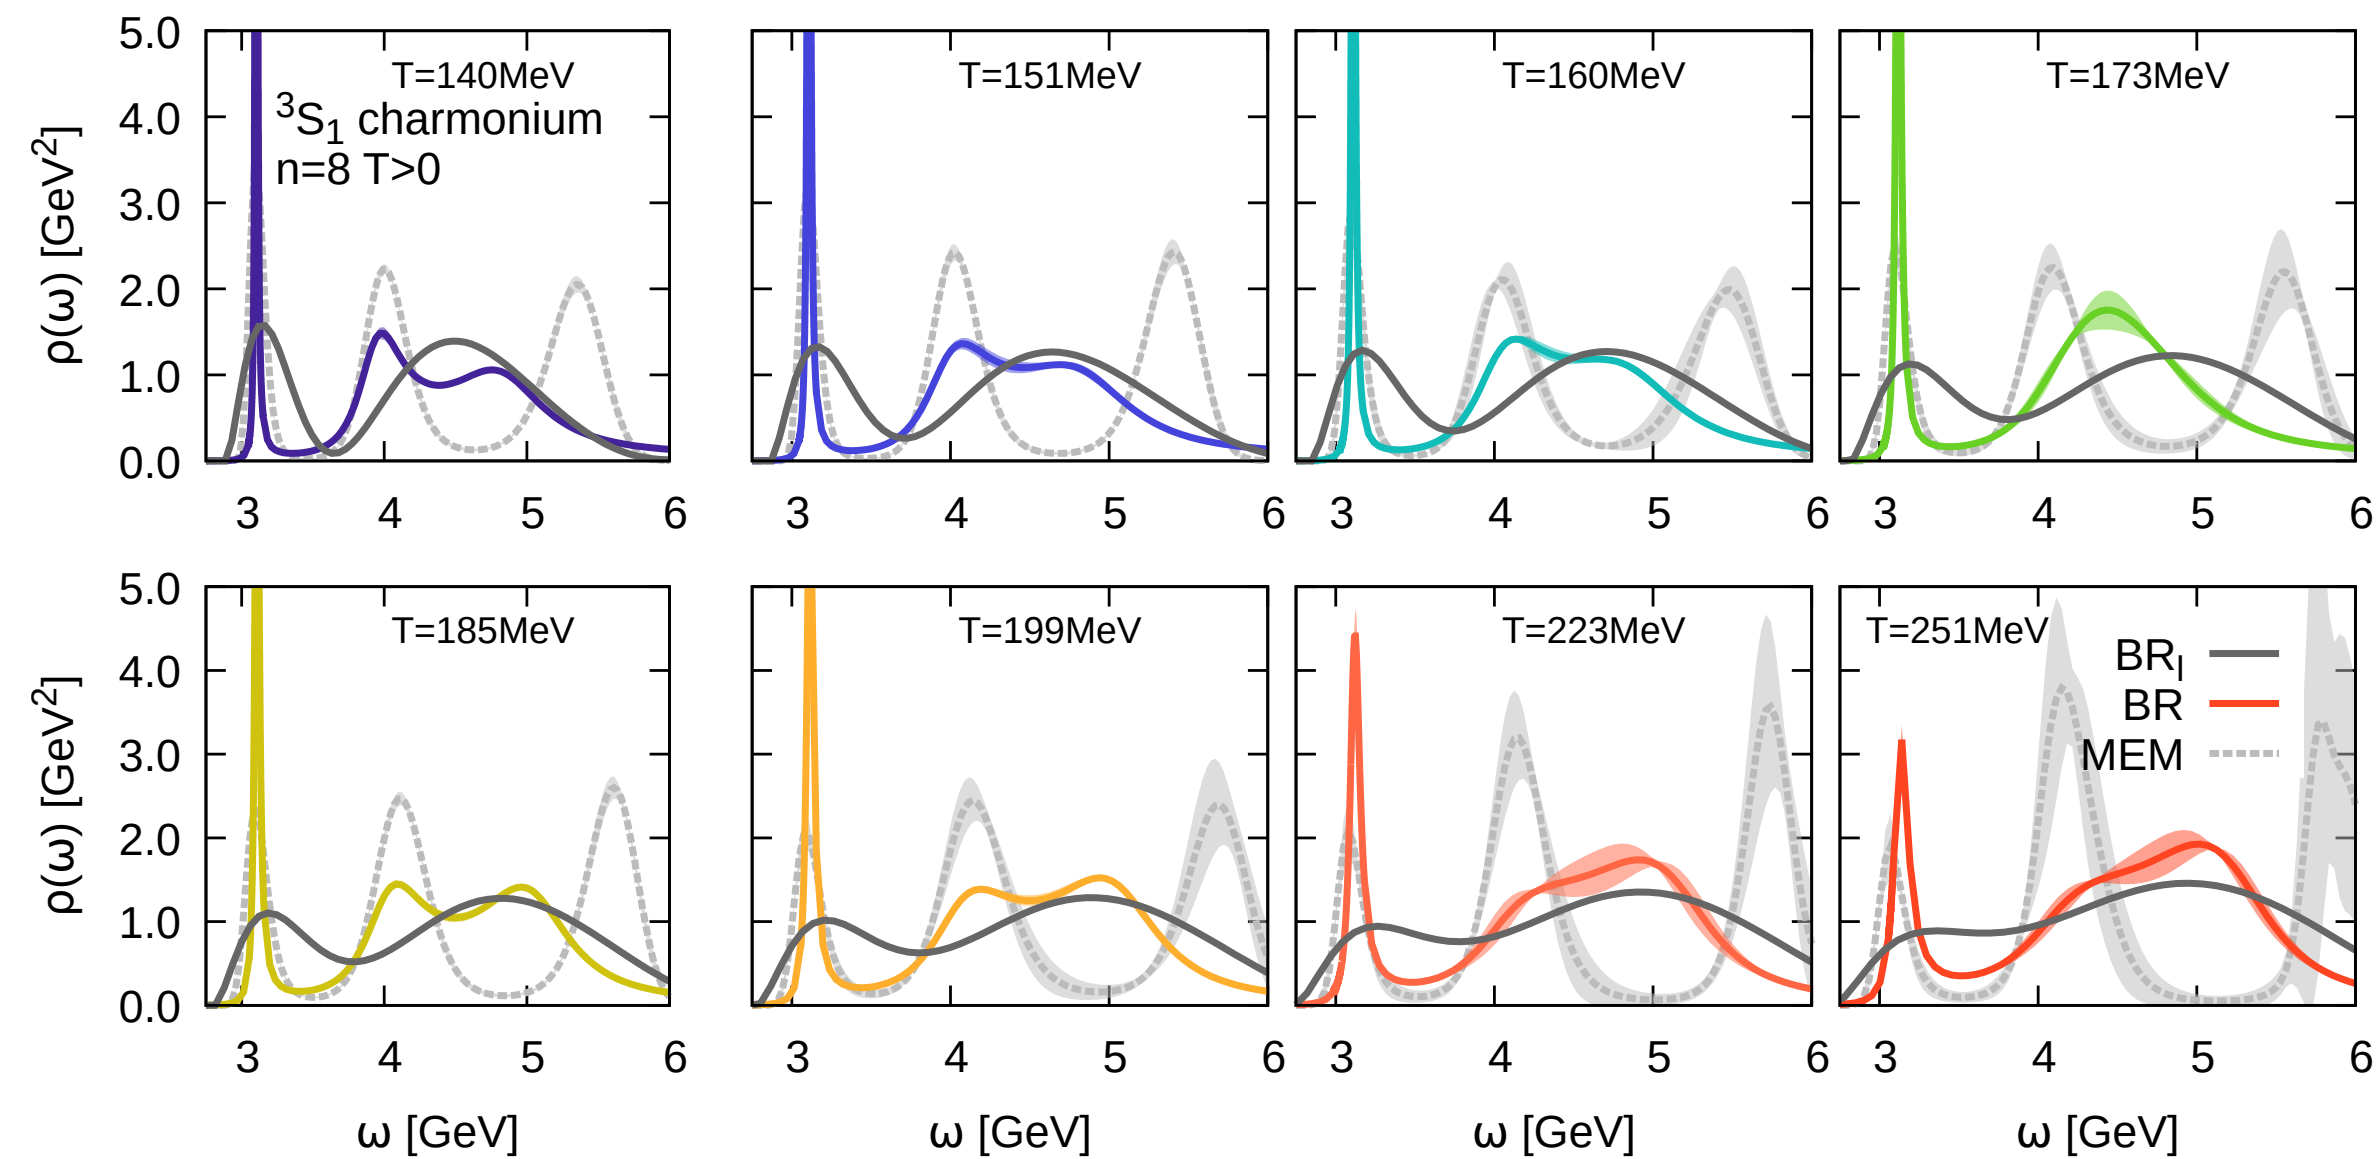 5.0
4.0
3.0
2.0
1.0
0.0
ρ(ω) [GeV²]
T=140MeV
³S₁ charmonium
n=8 T>0
T=151MeV
T=160MeV
T=173MeV
3 4 5 6
3 4 5 6
3 4 5 6
3 4 5 6
5.0
4.0
3.0
2.0
1.0
0.0
ρ(ω) [GeV²]
T=185MeV
T=199MeV
T=223MeV
T=251MeV
BR_l
BR
MEM
3 4 5 6
3 4 5 6
3 4 5 6
3 4 5 6
ω [GeV]
ω [GeV]
ω [GeV]
ω [GeV]